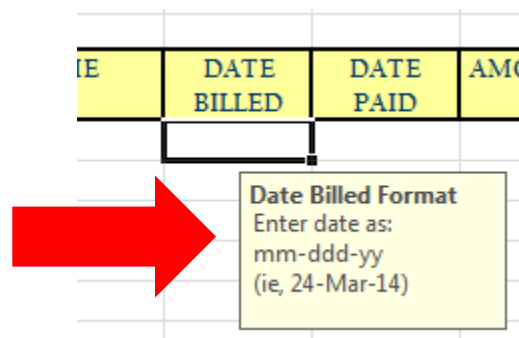 DATE DATE
BILLED PAID
Date Billed Format
Enter date as:
mm-ddd-yy
(ie, 24-Mar-14)